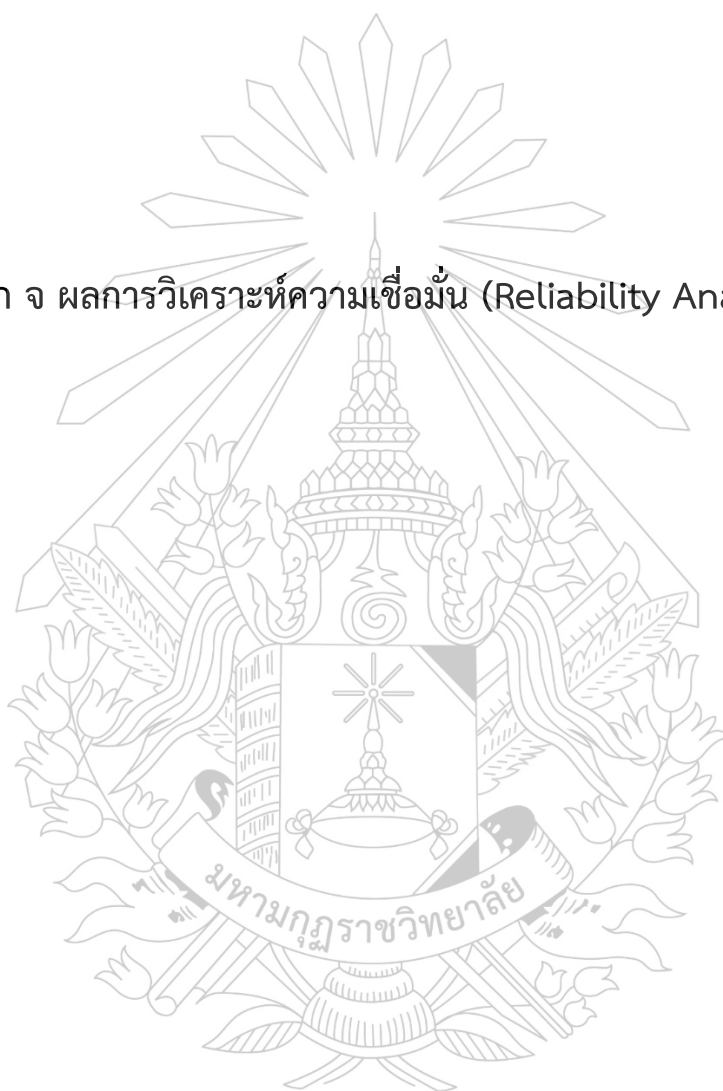 จ ผลการวิเคราะห์ความเชื่อมั่น (Reliability
มหามกุฏราชวิทยาลัย